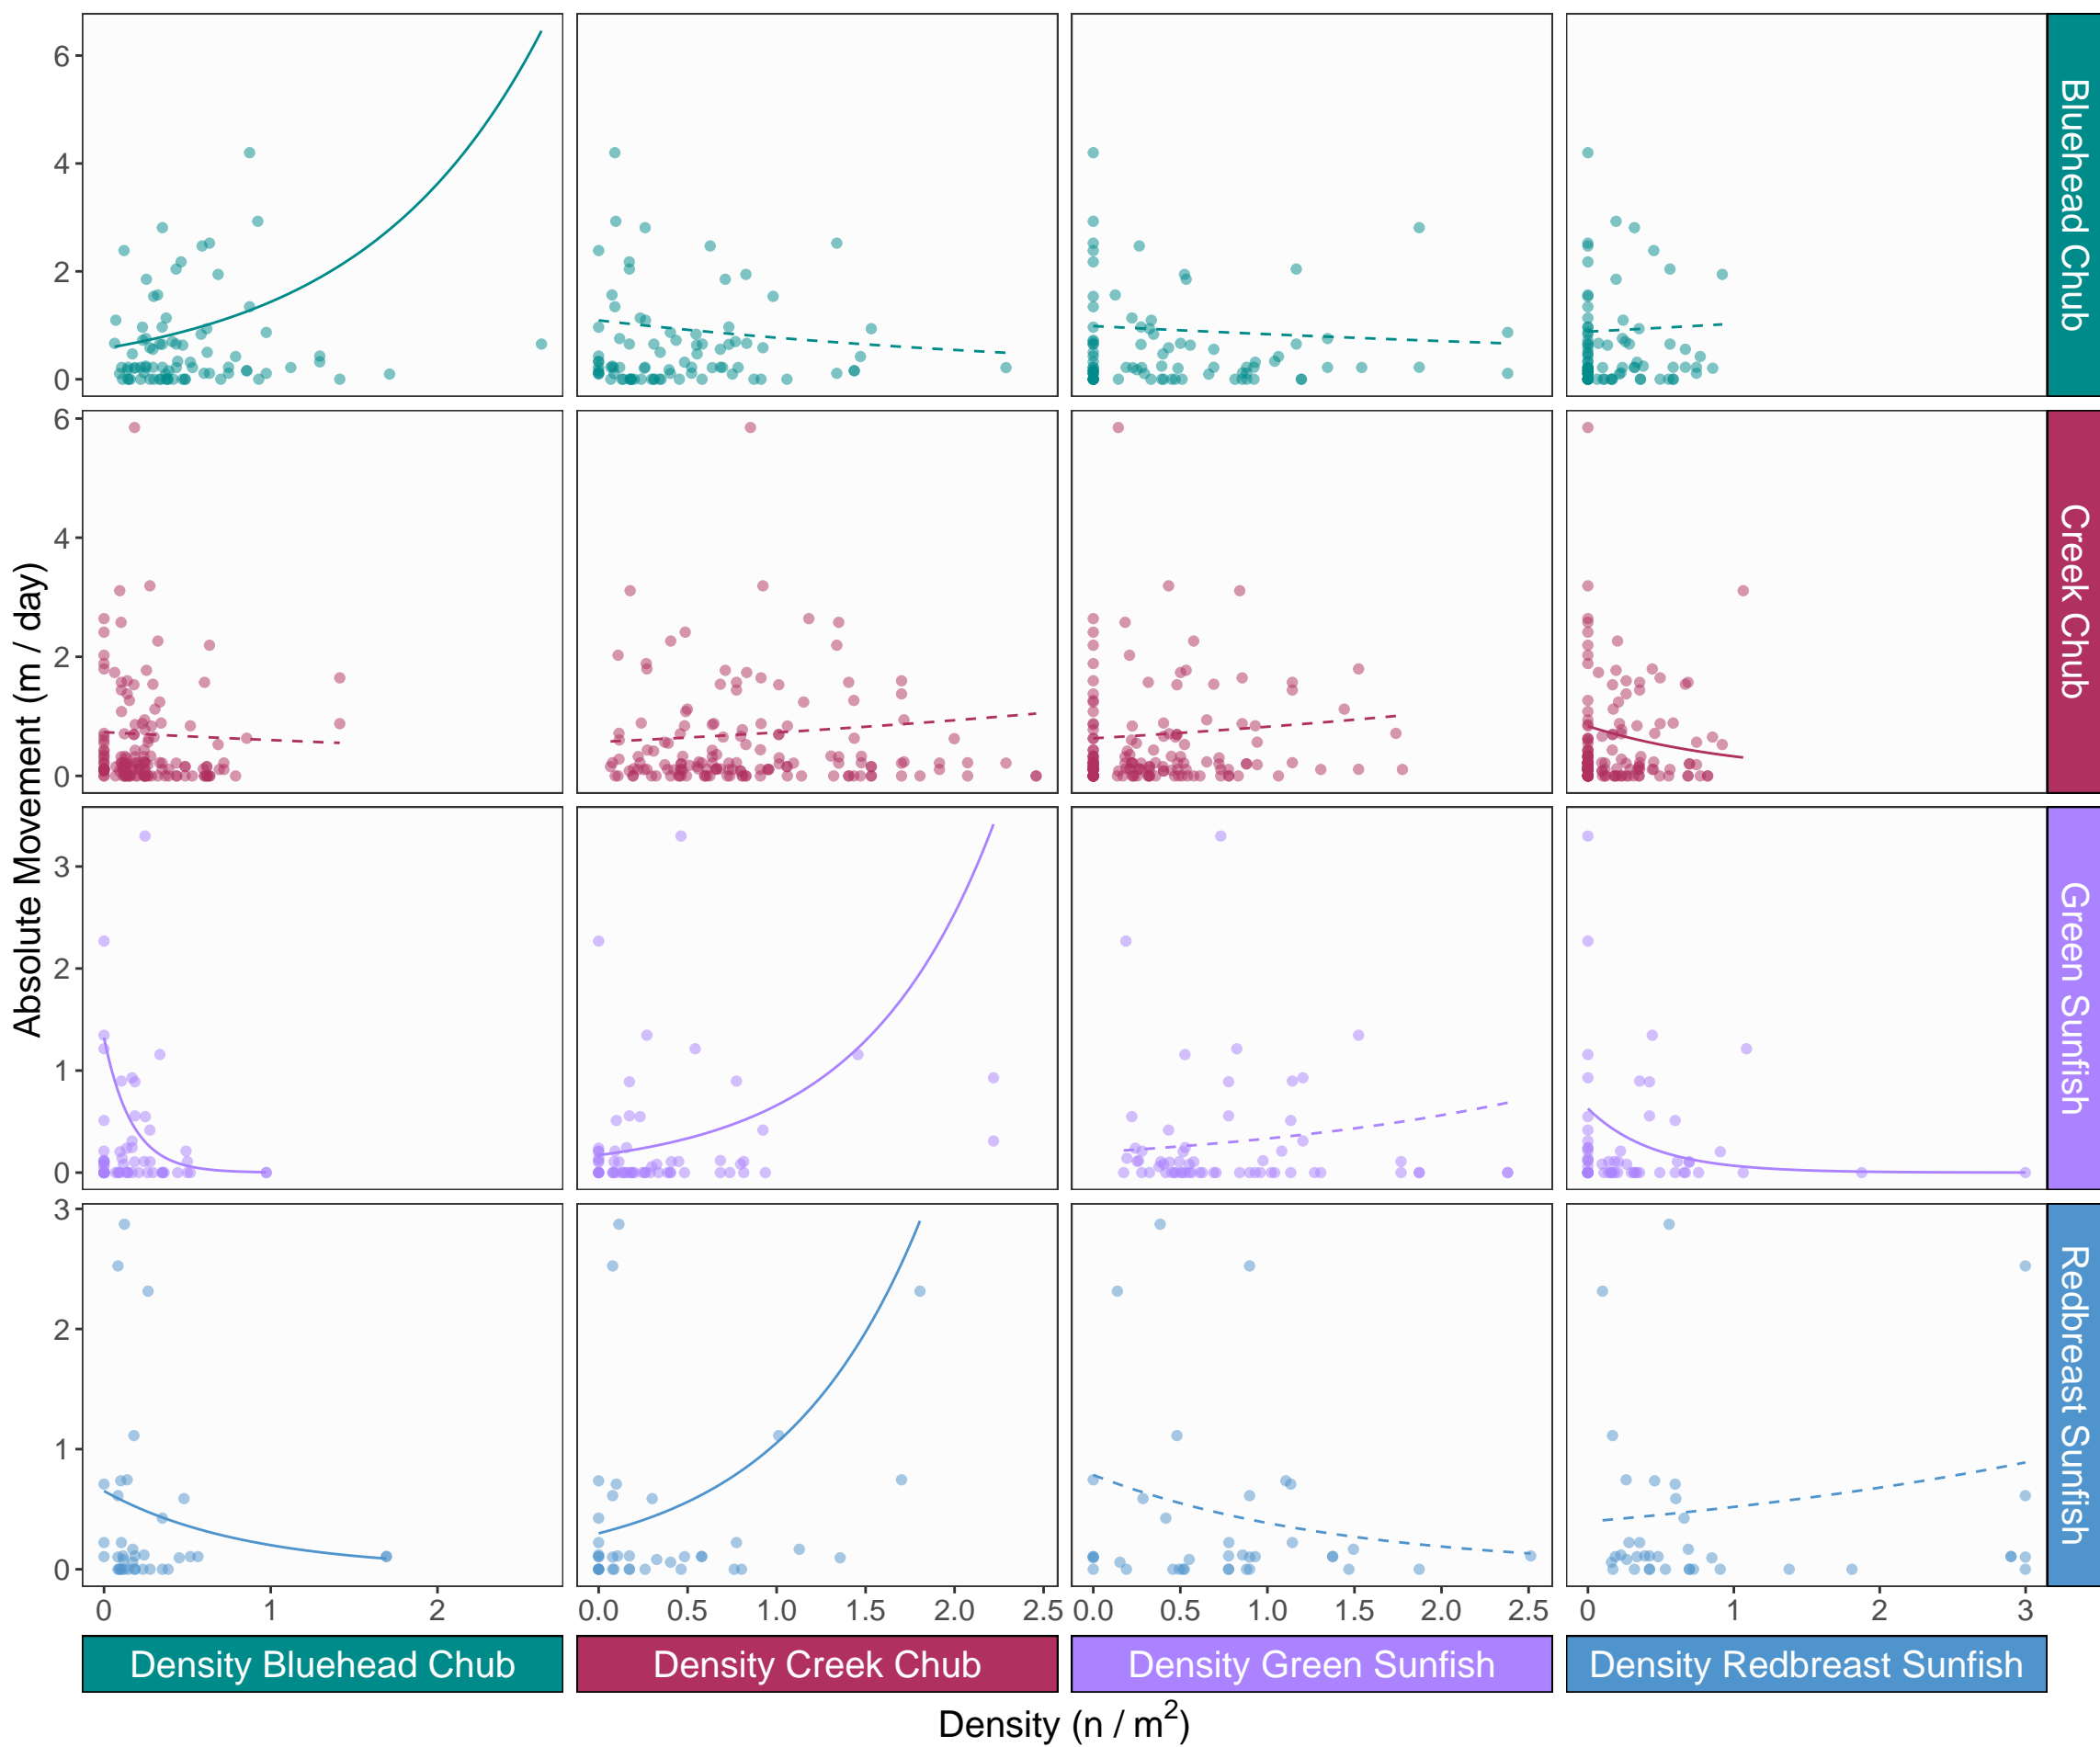 Absolute Movement (m / day)
6
4
2
0
Bluehead Chub
6
4
2
0
Creek Chub
3
2
1
0
Green Sunfish
3
2
1
0
Redbreast Sunfish
0 1 2
0.0 0.5 1.0 1.5 2.0 2.5
0.0 0.5 1.0 1.5 2.0 2.5
0 1 2 3
Density Bluehead Chub
Density Creek Chub
Density Green Sunfish
Density Redbreast Sunfish
Density (n / m²)